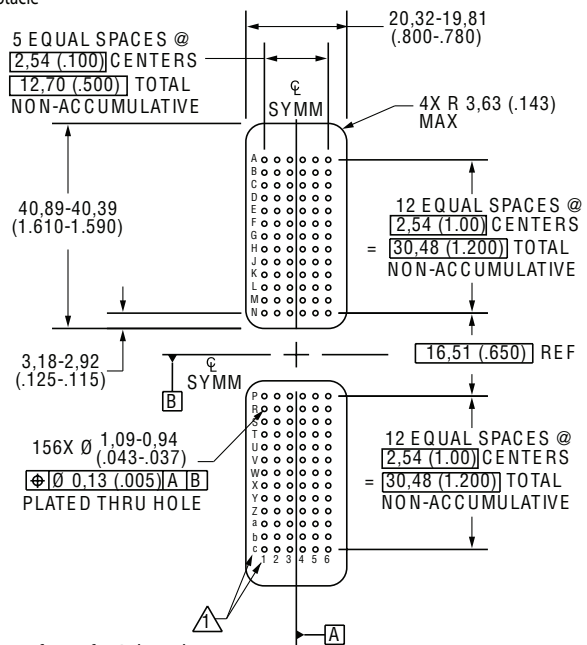 20,32-19,81
(.800-.780)
5 EQUAL SPACES @
2,54 (.100) CENTERS
12,70 (.500) TOTAL
NON-ACCUMULATIVE
℄
SYMM
4X R 3,63 (.143)
MAX
A
B
C
D
E
F
G
H
J
K
L
M
N
40,89-40,39
(1.610-1.590)
12 EQUAL SPACES @
2,54 (1.00) CENTERS
= 30,48 (1.200) TOTAL
NON-ACCUMULATIVE
3,18-2,92
(.125-.115)
℄
SYMM
B
16,51 (.650) REF
P
R
S
T
U
V
W
X
Y
Z
a
b
c
1 2 3 4 5 6
156X Ø 1,09-0,94
(.043-.037)
⌖ Ø 0,13 (.005) A B
PLATED THRU HOLE
12 EQUAL SPACES @
2,54 (1.00) CENTERS
= 30,48 (1.200) TOTAL
NON-ACCUMULATIVE
1
A